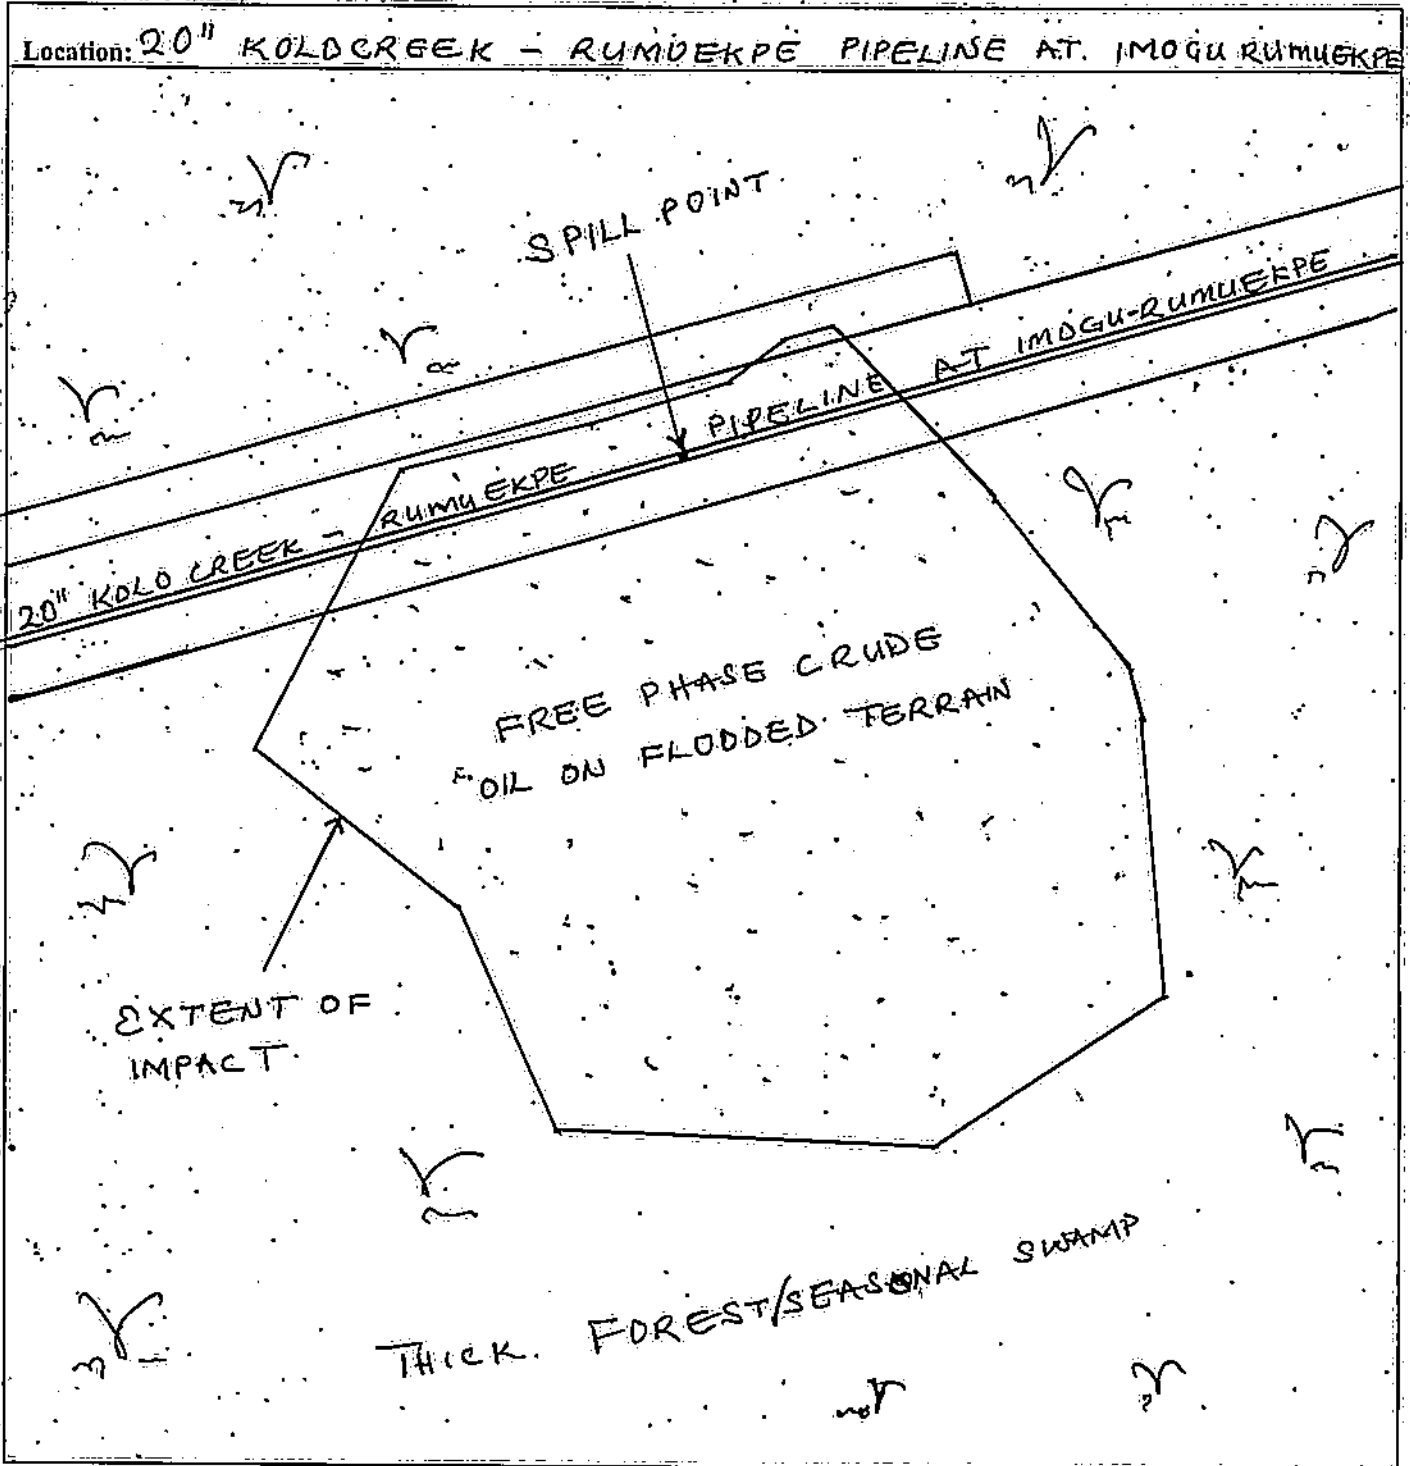 Location: 20" KOLOCREEK - RUMUEKPE PIPELINE AT. IMOGU RUMUEKPE
SPILL POINT
20" KOLO CREEK - RUMUEKPE PIPELINE AT IMOGU-RUMUEKPE
FREE PHASE CRUDE
OIL ON FLOODED TERRAIN
EXTENT OF
IMPACT
THICK. FOREST/SEASONAL SWAMP